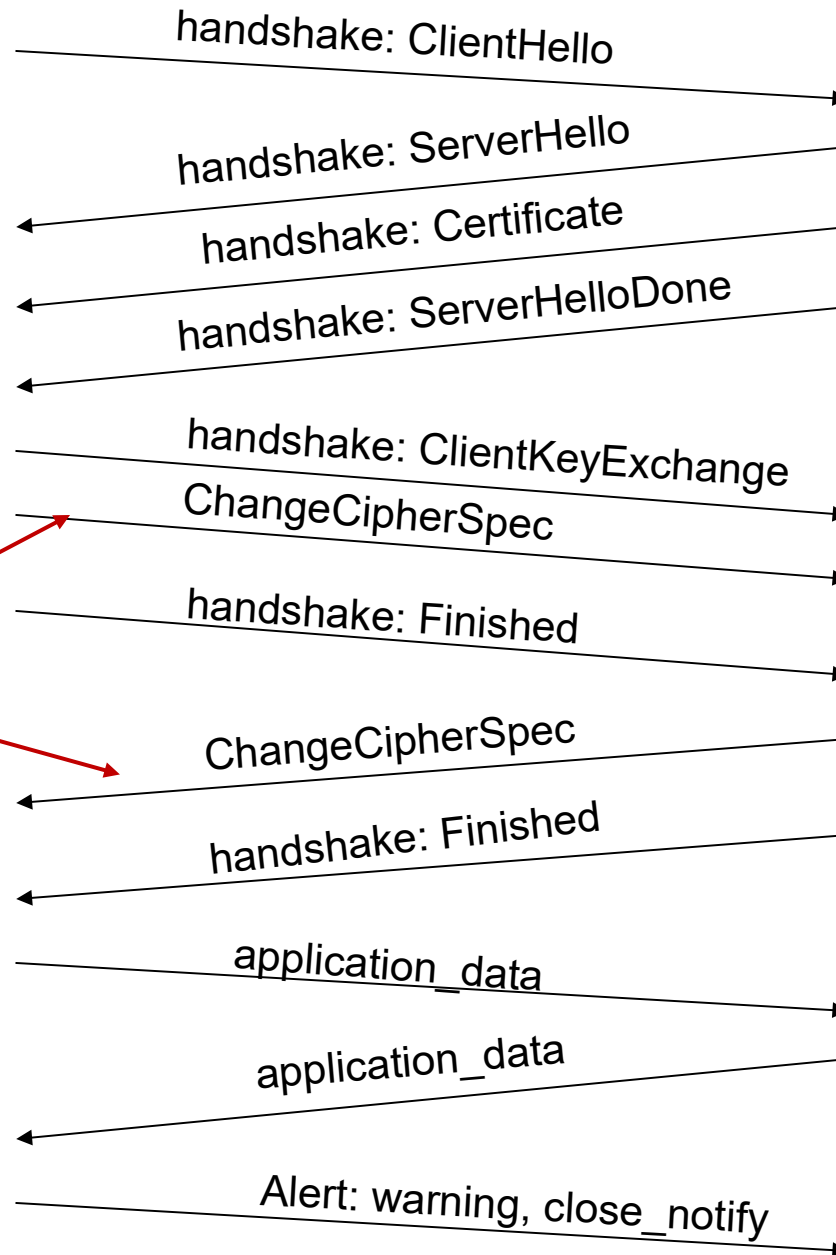 handshake: ClientHello
handshake: ServerHello
handshake: Certificate
handshake: ServerHelloDone
handshake: ClientKeyExchange
ChangeCipherSpec
handshake: Finished
ChangeCipherSpec
handshake: Finished
application_data
application_data
Alert: warning, close_notify